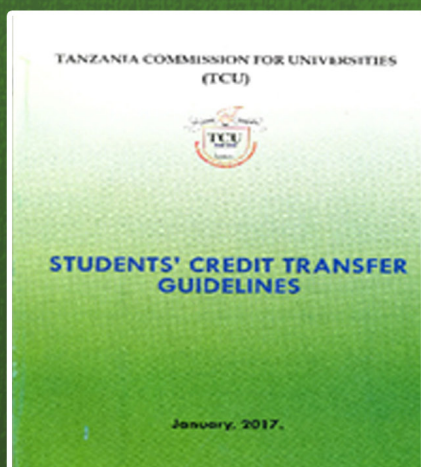 TANZANIA COMMISSION FOR UNIVERSITIES
(TCU)
TCU
STUDENTS' CREDIT TRANSFER
GUIDELINES
January, 2017.